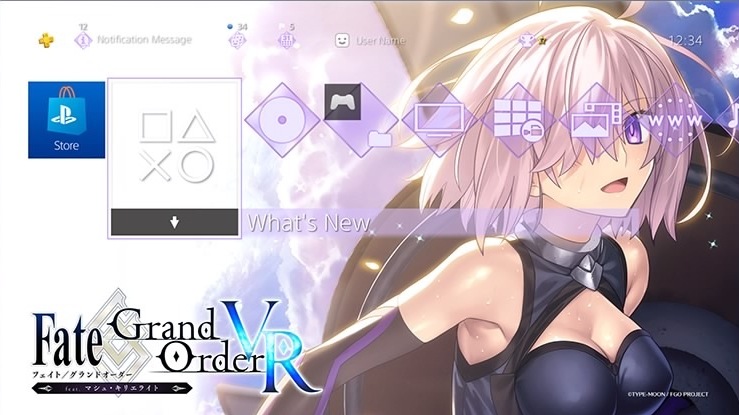 12
Notification Message
34
5
User Name
12:34
Store
WWW
What's New
Fate
Grand
Order
VR
フェイト/グランドオーダー
feat. マシュ・キリエライト
©TYPE-MOON / FGO PROJECT